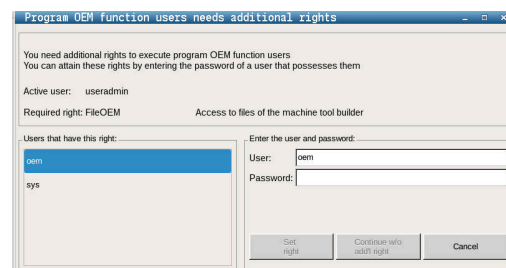 Program OEM function users needs additional rights
You need additional rights to execute program OEM function users
You can attain these rights by entering the password of a user that possesses them
Active user: useradmin
Required right: FileOEM Access to files of the machine tool builder
Users that have this right:
oem
sys
Enter the user and password:
User: oem
Password:
Set right
Continue w/o add'l right
Cancel